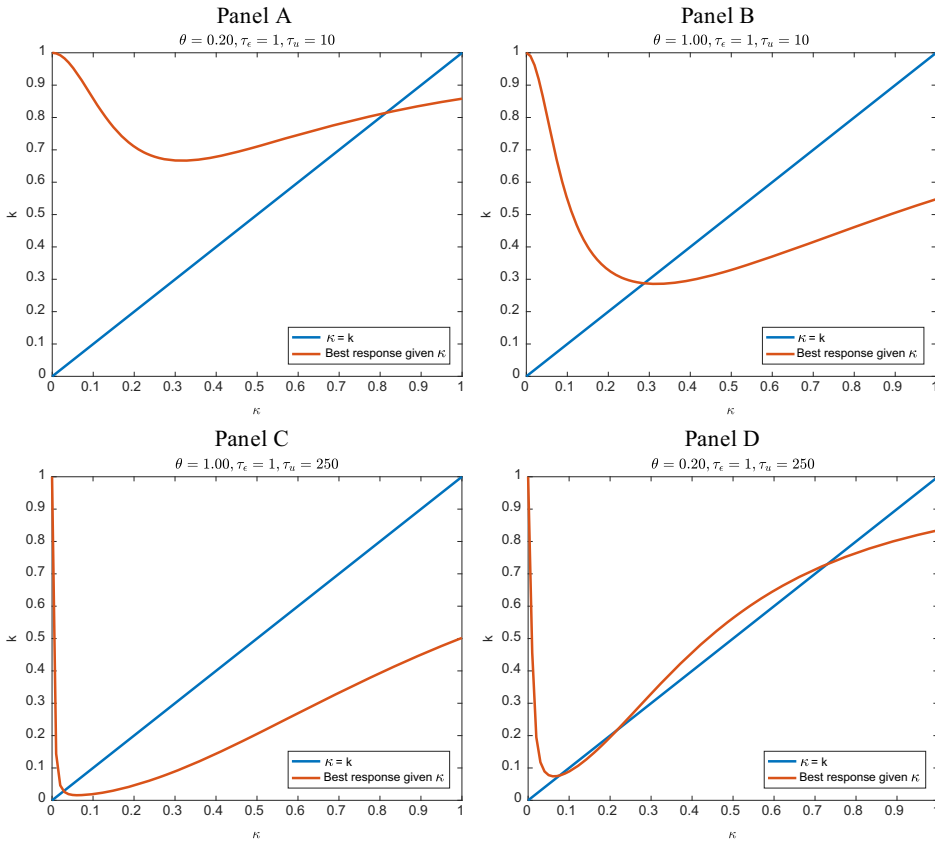 Panel A
θ = 0.20, τ_ϵ = 1, τ_u = 10
1
0.9
0.8
0.7
0.6
0.5
0.4
0.3
0.2
0.1
0
k
0 0.1 0.2 0.3 0.4 0.5 0.6 0.7 0.8 0.9 1
κ
κ = k
Best response given κ
Panel B
θ = 1.00, τ_ϵ = 1, τ_u = 10
1
0.9
0.8
0.7
0.6
0.5
0.4
0.3
0.2
0.1
0
k
0 0.1 0.2 0.3 0.4 0.5 0.6 0.7 0.8 0.9 1
κ
κ = k
Best response given κ
Panel C
θ = 1.00, τ_ϵ = 1, τ_u = 250
1
0.9
0.8
0.7
0.6
0.5
0.4
0.3
0.2
0.1
0
k
0 0.1 0.2 0.3 0.4 0.5 0.6 0.7 0.8 0.9 1
κ
κ = k
Best response given κ
Panel D
θ = 0.20, τ_ϵ = 1, τ_u = 250
1
0.9
0.8
0.7
0.6
0.5
0.4
0.3
0.2
0.1
0
k
0 0.1 0.2 0.3 0.4 0.5 0.6 0.7 0.8 0.9 1
κ
κ = k
Best response given κ